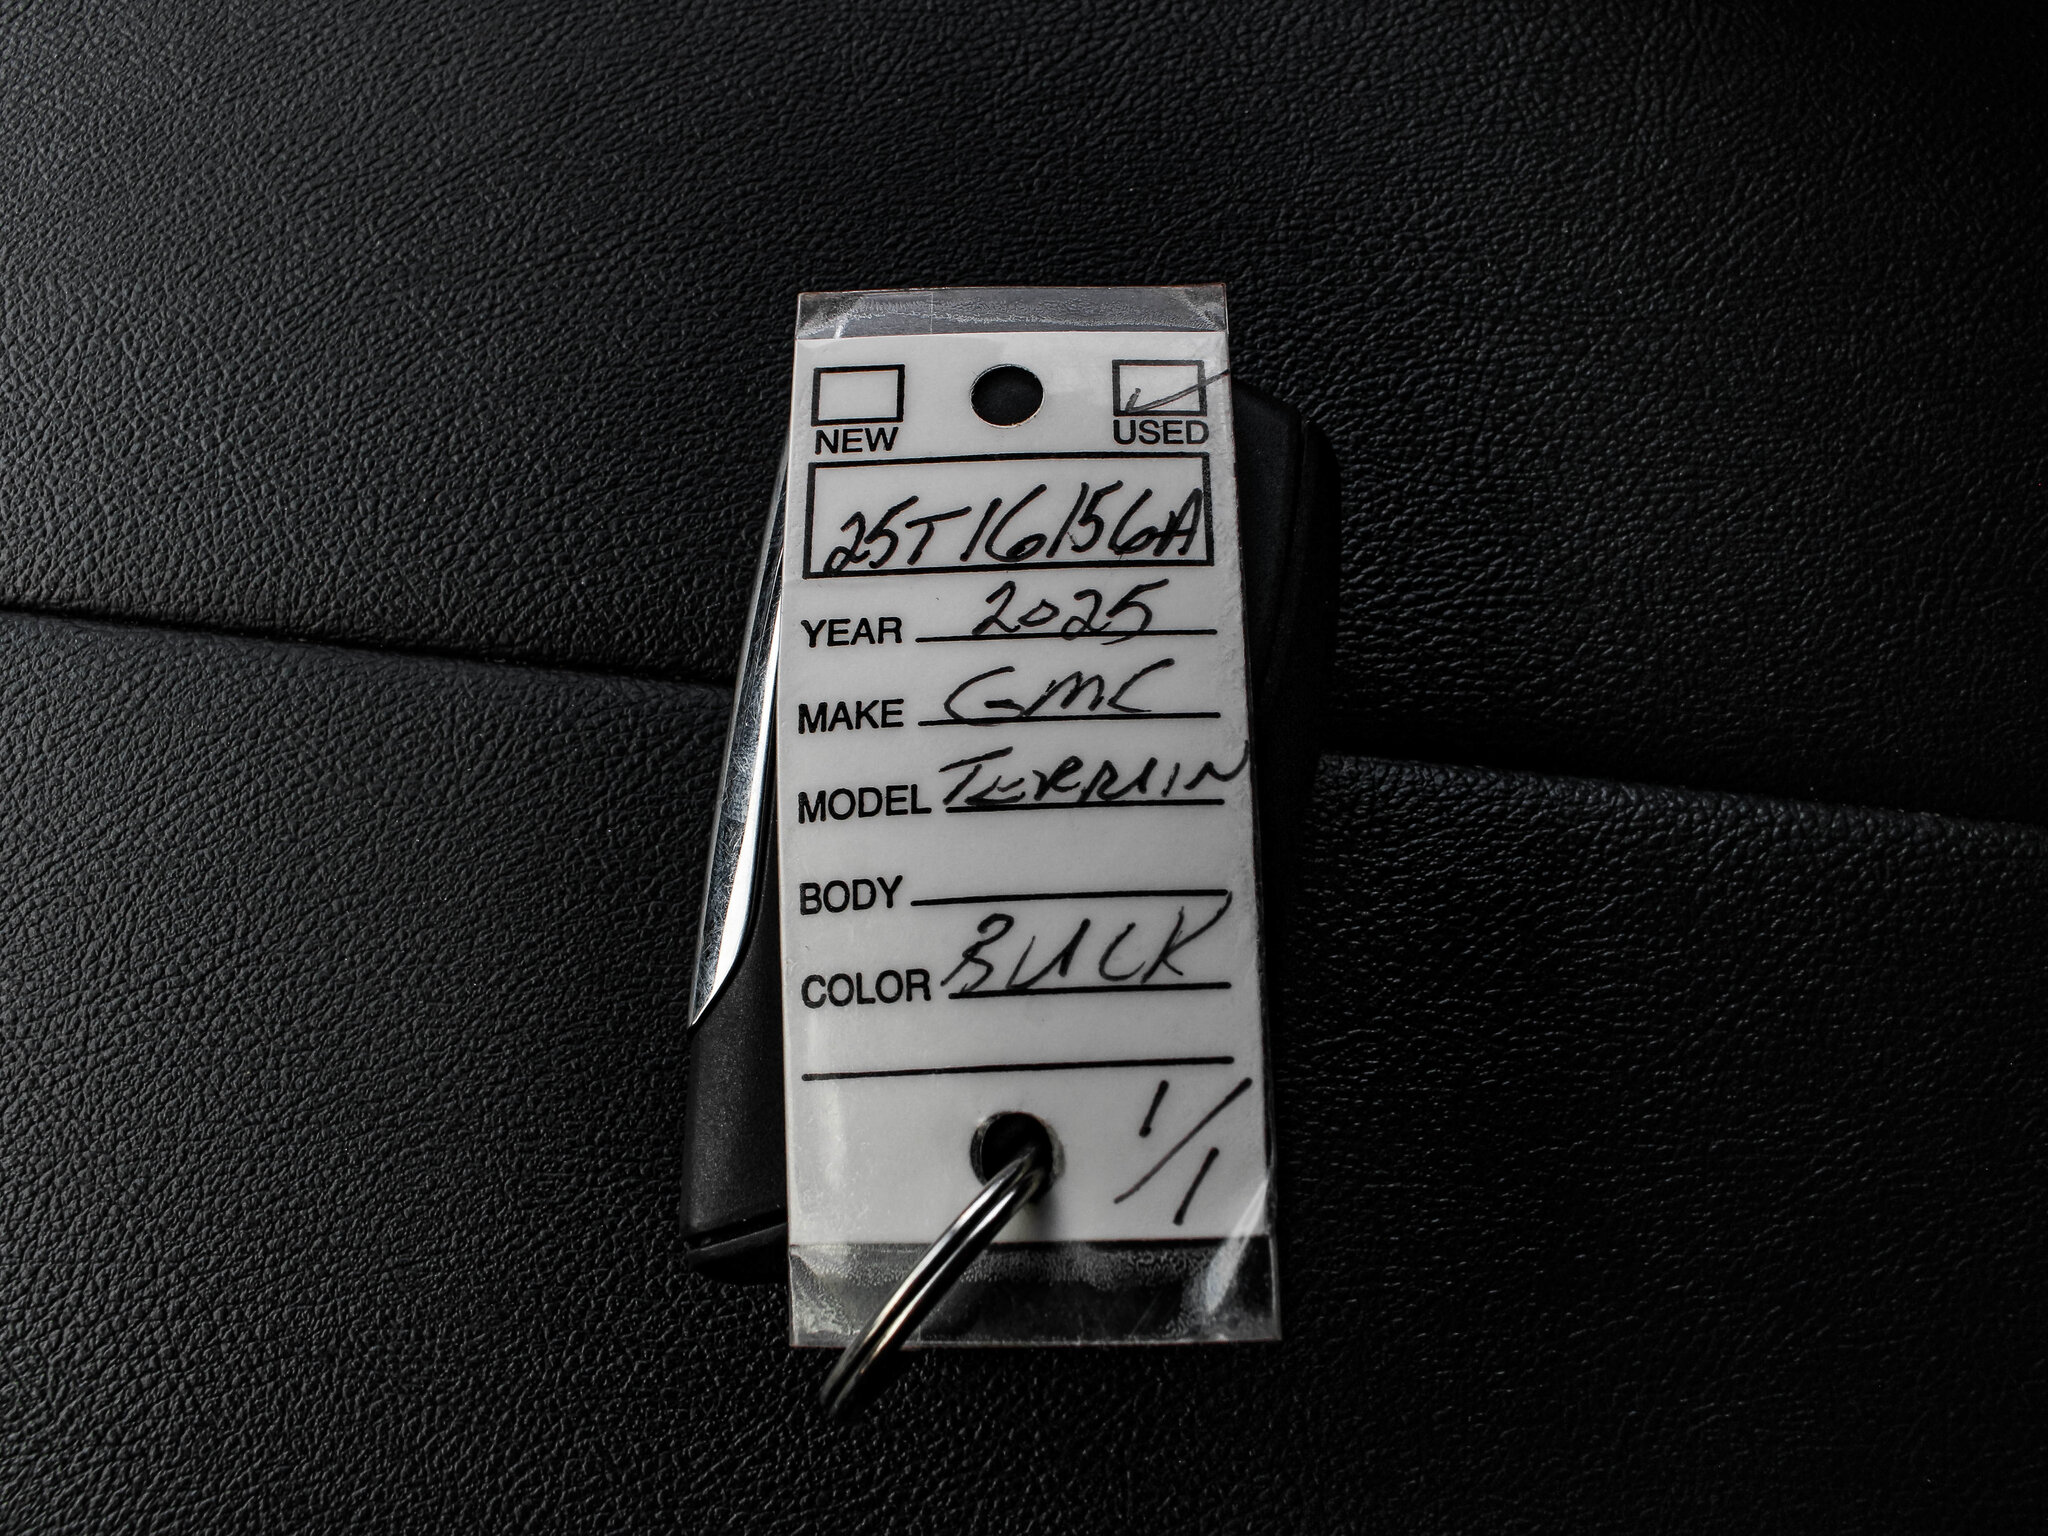 NEW USED
25T16156A
YEAR 2025
MAKE GMC
MODEL TERRAIN
BODY
COLOR BLACK
1/1